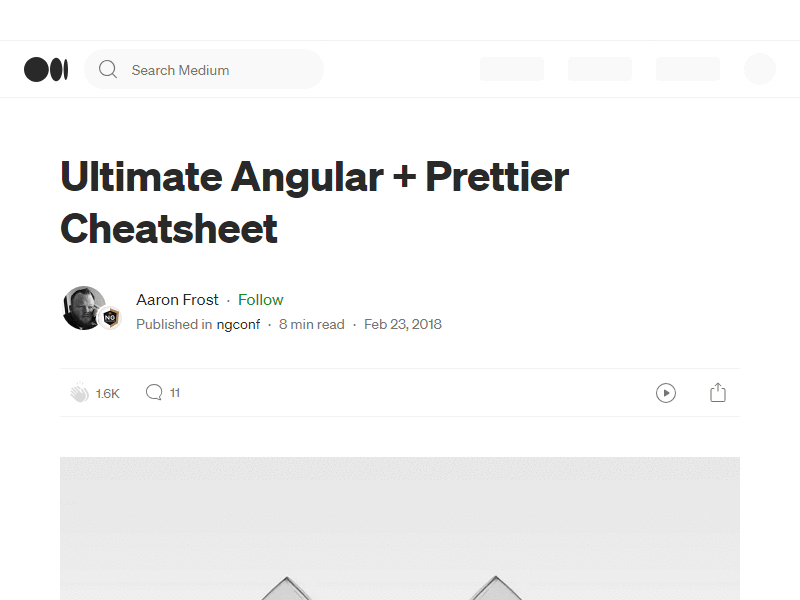 Search Medium
Ultimate Angular + Prettier
Cheatsheet
Aaron Frost · Follow
NG
Published in ngconf · 8 min read · Feb 23, 2018
1.6K
11